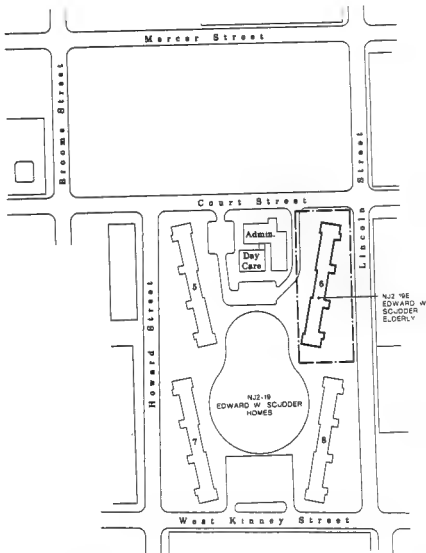 Mercer Street
Broome Street
Court Street
Lincoln Street
Admin.
Day
Care
5
6
NJ2 19E
EDWARD W
SCUDDER
ELDERLY
Howard Street
NJ2-19
EDWARD W SCUDDER
HOMES
7
8
West Kinney Street